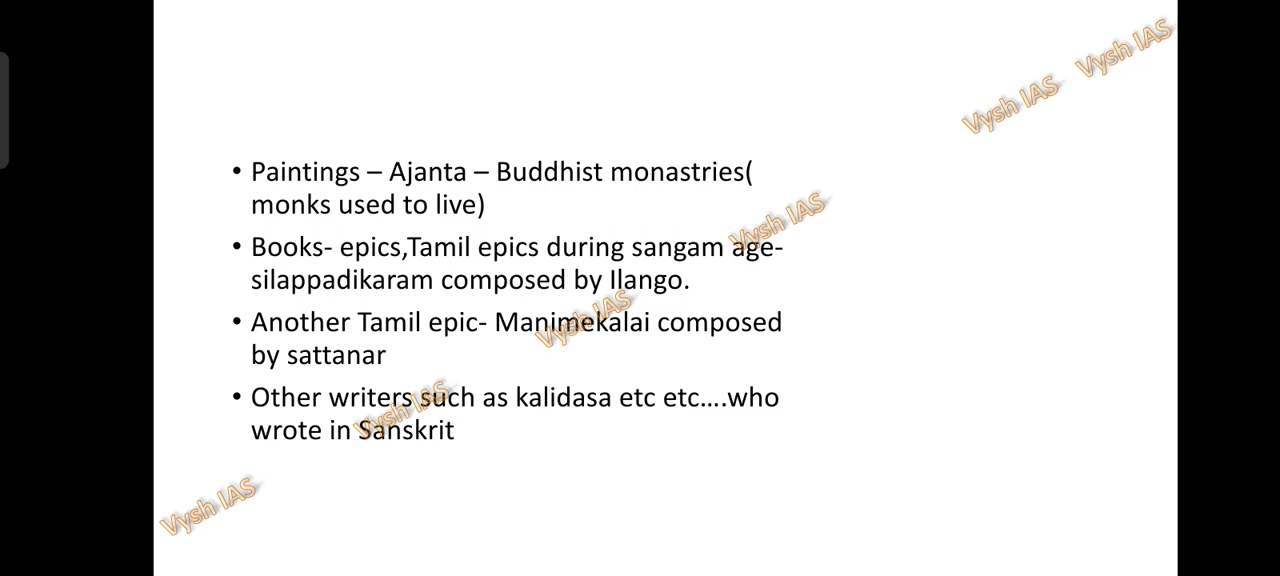 Vysh IAS
Vysh IAS
• Paintings – Ajanta – Buddhist monastries(
monks used to live)
Vysh IAS
• Books- epics,Tamil epics during sangam age-
silappadikaram composed by Ilango.
Vysh IAS
• Another Tamil epic- Manimekalai composed
by sattanar
Vysh IAS
• Other writers such as kalidasa etc etc....who
wrote in Sanskrit
Vysh IAS